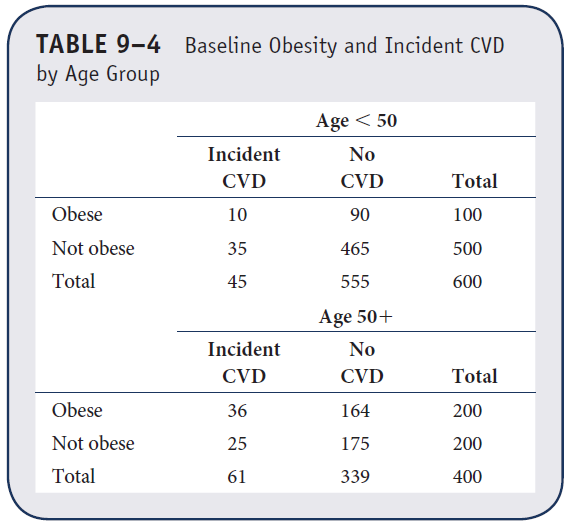 TABLE 9–4 Baseline Obesity and Incident CVD
by Age Group
Age < 50
Incident No
CVD CVD Total
Obese 10 90 100
Not obese 35 465 500
Total 45 555 600
Age 50+
Incident No
CVD CVD Total
Obese 36 164 200
Not obese 25 175 200
Total 61 339 400